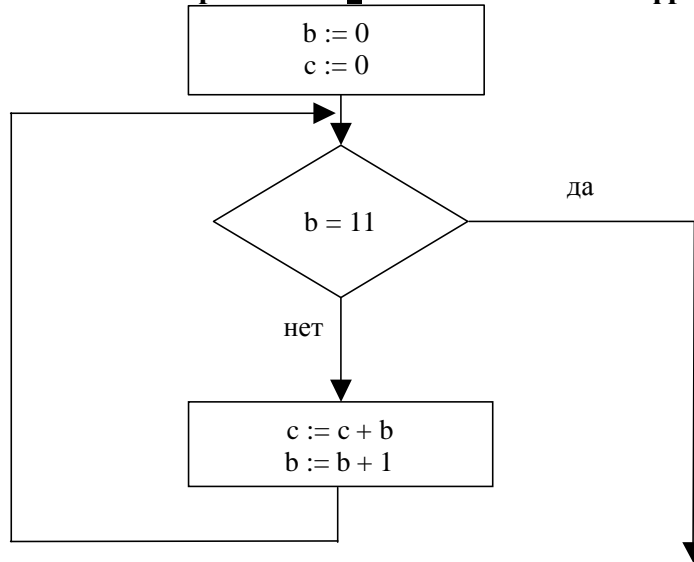 b := 0
c := 0
b = 11
да
нет
c := c + b
b := b + 1